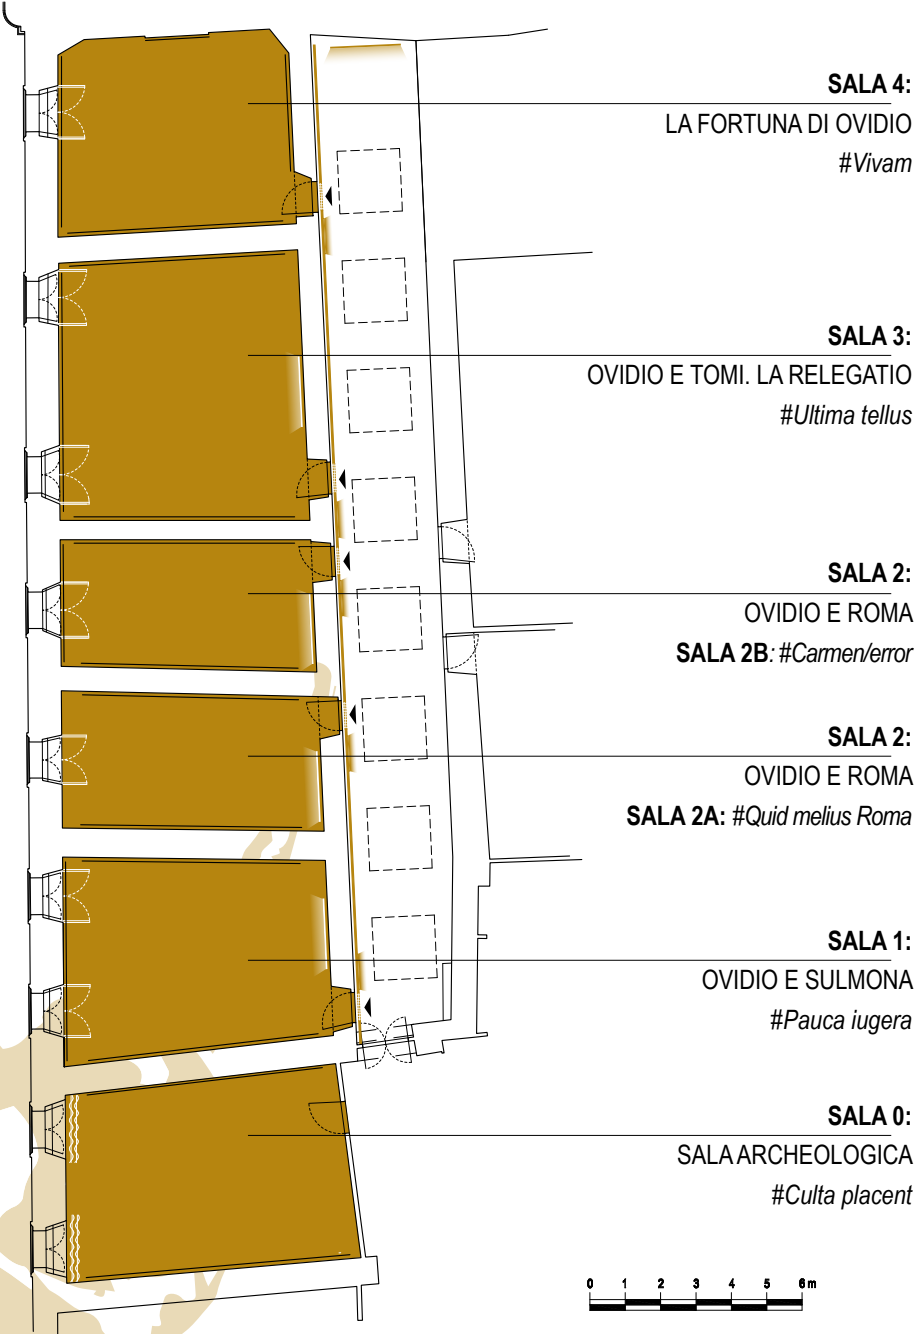 SALA 4:
LA FORTUNA DI OVIDIO
#Vivam
SALA 3:
OVIDIO E TOMI. LA RELEGATIO
#Ultima tellus
SALA 2:
OVIDIO E ROMA
SALA 2B: #Carmen/error
SALA 2:
OVIDIO E ROMA
SALA 2A: #Quid melius Roma
SALA 1:
OVIDIO E SULMONA
#Pauca iugera
SALA 0:
SALA ARCHEOLOGICA
#Culta placent
0 1 2 3 4 5 6 m